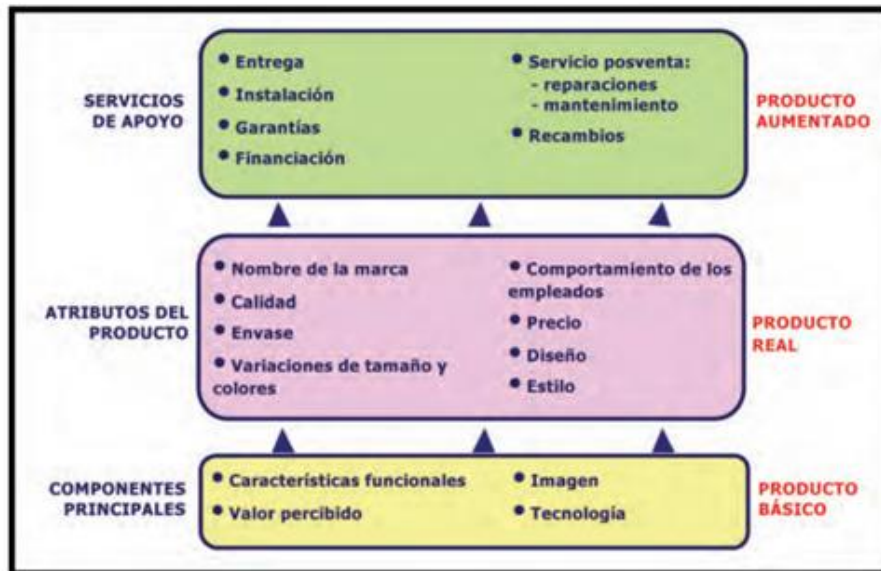 SERVICIOS
DE APOYO
• Entrega
• Instalación
• Garantías
• Financiación
• Servicio posventa:
- reparaciones
- mantenimiento
• Recambios
PRODUCTO
AUMENTADO
ATRIBUTOS DEL
PRODUCTO
• Nombre de la marca
• Calidad
• Envase
• Variaciones de tamaño y
colores
• Comportamiento de los
empleados
• Precio
• Diseño
• Estilo
PRODUCTO
REAL
COMPONENTES
PRINCIPALES
• Características funcionales
• Valor percibido
• Imagen
• Tecnología
PRODUCTO
BÁSICO